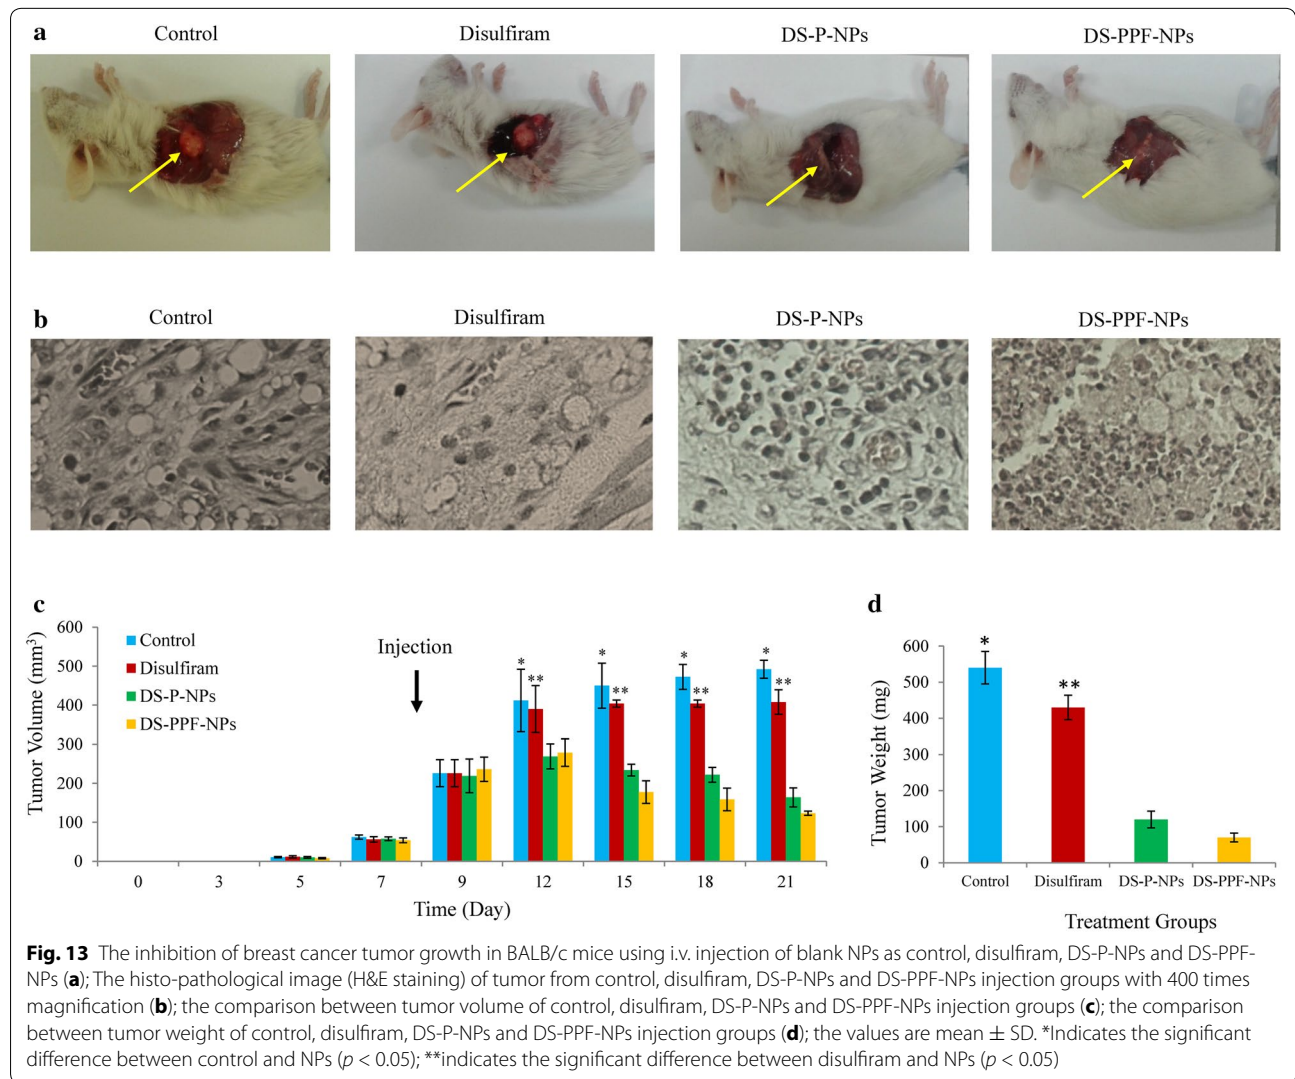 a
Control
Disulfiram
DS-P-NPs
DS-PPF-NPs
b
Control
Disulfiram
DS-P-NPs
DS-PPF-NPs
c
Tumor Volume (mm³)
600
500
400
300
200
100
0
Control
Disulfiram
DS-P-NPs
DS-PPF-NPs
Injection
* ** * ** * ** * **
0 3 5 7 9 12 15 18 21
Time (Day)
d
Tumor Weight (mg)
600
500
400
300
200
100
0
* **
Control Disulfiram DS-P-NPs DS-PPF-NPs
Treatment Groups
Fig. 13 The inhibition of breast cancer tumor growth in BALB/c mice using i.v. injection of blank NPs as control, disulfiram, DS-P-NPs and DS-PPF-
NPs (a); The histo-pathological image (H&E staining) of tumor from control, disulfiram, DS-P-NPs and DS-PPF-NPs injection groups with 400 times
magnification (b); the comparison between tumor volume of control, disulfiram, DS-P-NPs and DS-PPF-NPs injection groups (c); the comparison
between tumor weight of control, disulfiram, DS-P-NPs and DS-PPF-NPs injection groups (d); the values are mean ± SD. *Indicates the significant
difference between control and NPs (p < 0.05); **indicates the significant difference between disulfiram and NPs (p < 0.05)